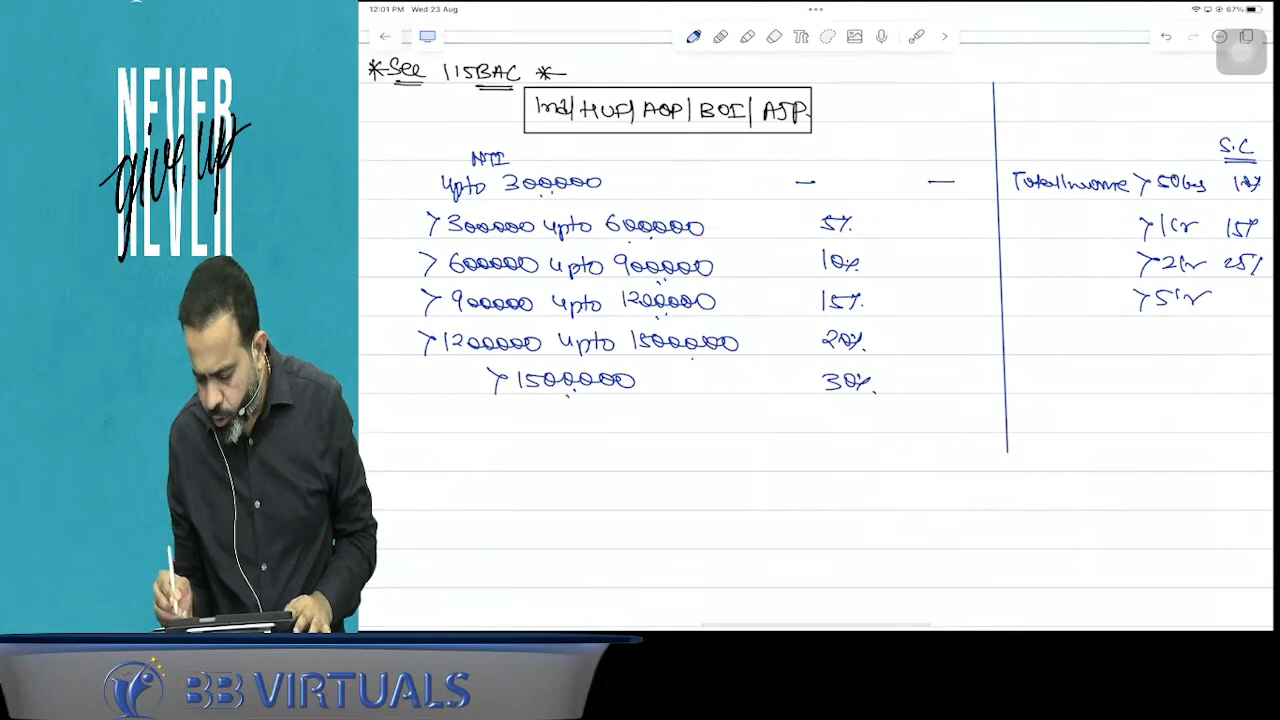 12:01 PM Wed 23 Aug
67%
NEVER
give up
NEVER
*See 115BAC *
Ind/HUF/AOP/BOI/AJP.
NTI
upto 300000 — —
>300000 upto 600000 5%
>600000 upto 900000 10%
>900000 upto 1200000 15%
>1200000 upto 1500000 20%
>1500000 30%
S.C
Total Income >50lacs 10%
>1Cr 15%
>2Cr 25%
>5Cr
BB VIRTUALS